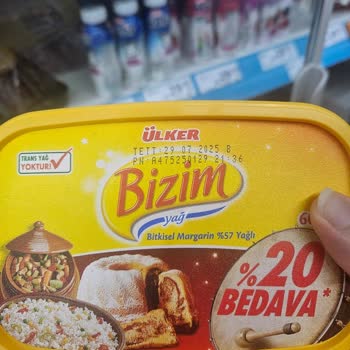 ÜLKER
TETT:29.07.2025 B
PN:A475250129 21:36
TRANS YAĞ
YOKTUR!
Bizim
yağ
Bitkisel Margarin %57 Yağlı
%20
BEDAVA*